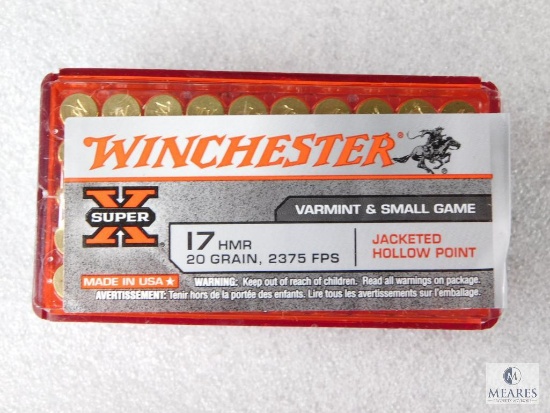 WINCHESTER®
SUPER X
VARMINT & SMALL GAME
17 HMR
20 GRAIN, 2375 FPS
JACKETED
HOLLOW POINT
MADE IN USA
WARNING: Keep out of reach of children. Read all warnings on package.
AVERTISSEMENT: Tenir hors de la portée des enfants. Lire tous les avertissements sur l'emballage.
MEARES